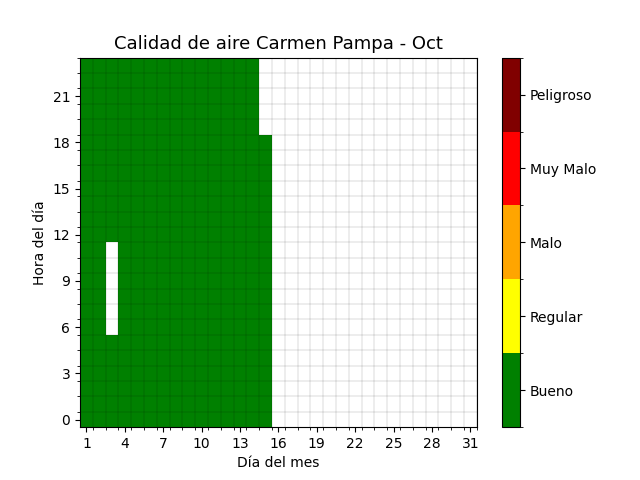 Calidad de aire Carmen Pampa - Oct
21
18
15
12
9
6
3
0
Hora del día
1 4 7 10 13 16 19 22 25 28 31
Día del mes
Peligroso
Muy Malo
Malo
Regular
Bueno